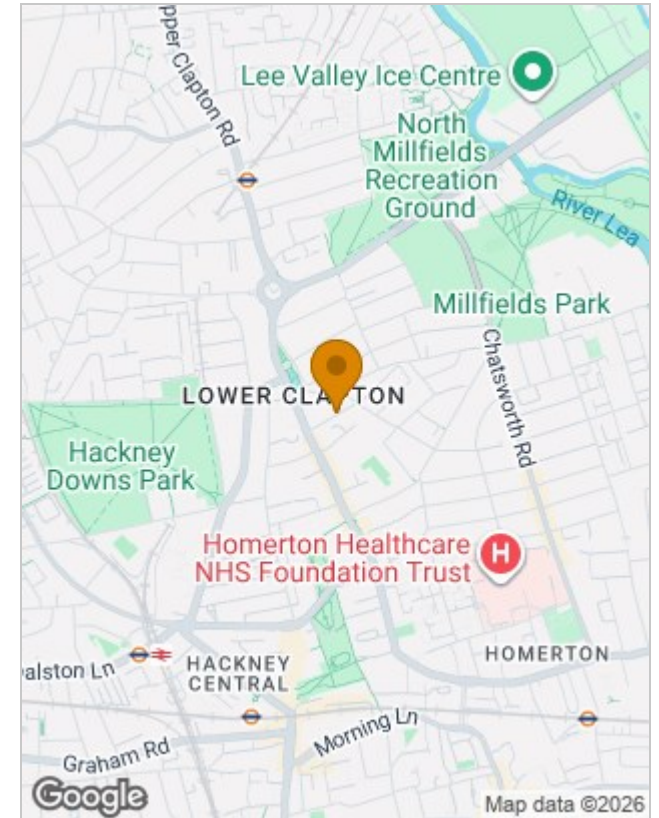 pper Clapton Rd
Lee Valley Ice Centre
North
Millfields
Recreation
Ground
River Lea
Millfields Park
Chatsworth Rd
LOWER CLAPTON
Hackney
Downs Park
Homerton Healthcare
NHS Foundation Trust
H
HOMERTON
alston Ln
HACKNEY
CENTRAL
Morning Ln
Graham Rd
Google
Map data ©2026